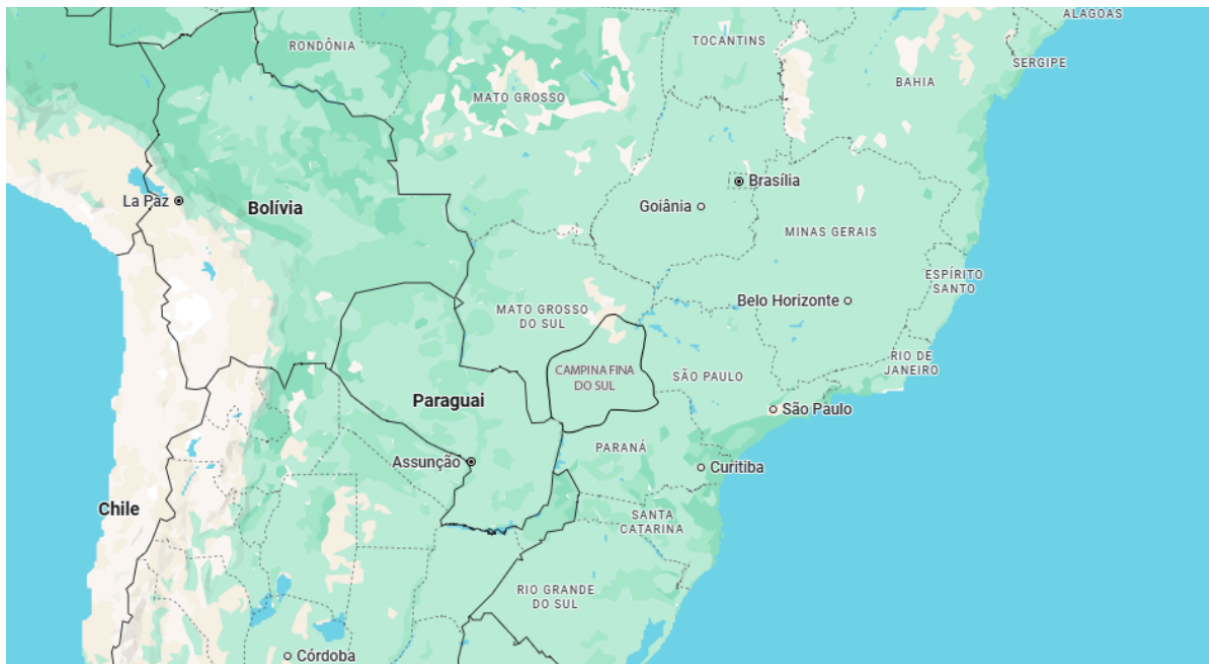 ALAGOAS
RONDÔNIA
TOCANTINS
SERGIPE
BAHIA
MATO GROSSO
Brasília
La Paz
Bolívia
Goiânia
MINAS GERAIS
ESPÍRITO
SANTO
Belo Horizonte
MATO GROSSO
DO SUL
RIO DE
JANEIRO
CAMPINA FINA
DO SUL
SÃO PAULO
Paraguai
São Paulo
PARANÁ
Assunção
Curitiba
Chile
SANTA
CATARINA
RIO GRANDE
DO SUL
Córdoba